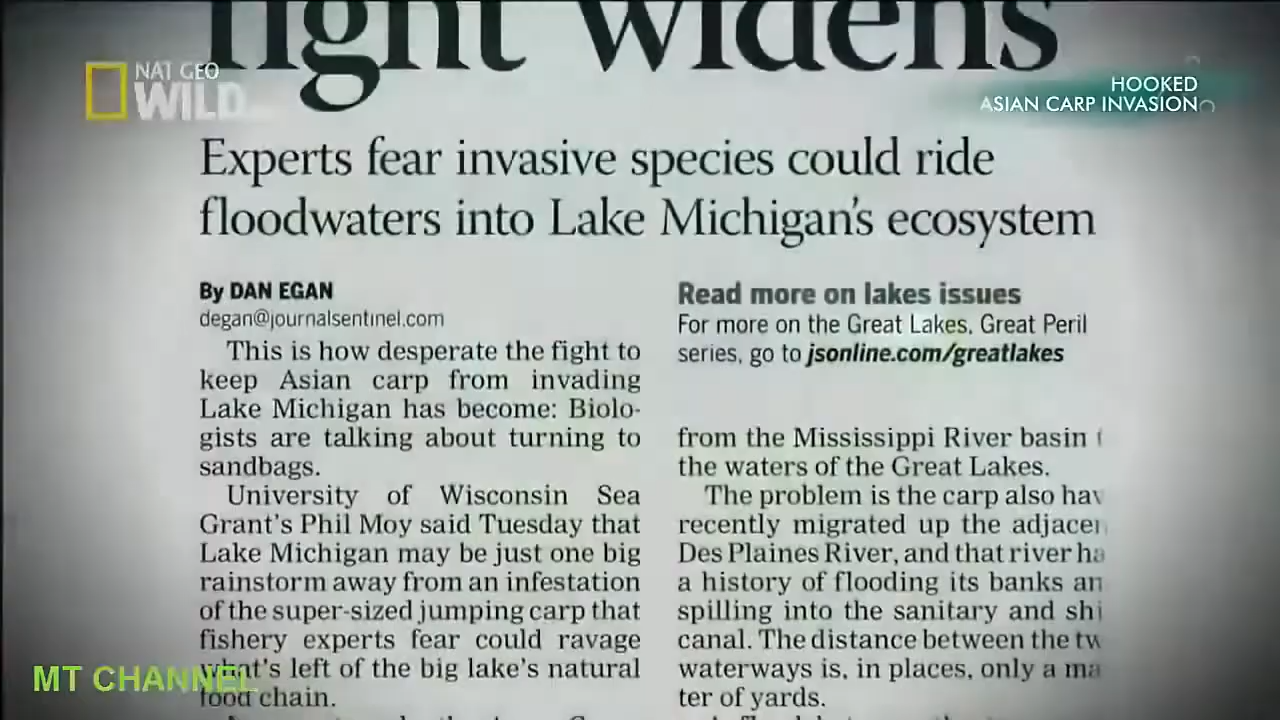 fight widens
NAT GEO
WILD
HOOKED
ASIAN CARP INVASION
Experts fear invasive species could ride
floodwaters into Lake Michigan's ecosystem
By DAN EGAN
degan@journalsentinel.com
This is how desperate the fight to
keep Asian carp from invading
Lake Michigan has become: Biolo-
gists are talking about turning to
sandbags.
University of Wisconsin Sea
Grant's Phil Moy said Tuesday that
Lake Michigan may be just one big
rainstorm away from an infestation
of the super-sized jumping carp that
fishery experts fear could ravage
what's left of the big lake's natural
food chain.
Read more on lakes issues
For more on the Great Lakes, Great Peril
series, go to jsonline.com/greatlakes
from the Mississippi River basin
the waters of the Great Lakes.
The problem is the carp also hav
recently migrated up the adjacen
Des Plaines River, and that river ha
a history of flooding its banks an
spilling into the sanitary and shi
canal. The distance between the tw
waterways is, in places, only a ma
ter of yards.
MT CHANNEL